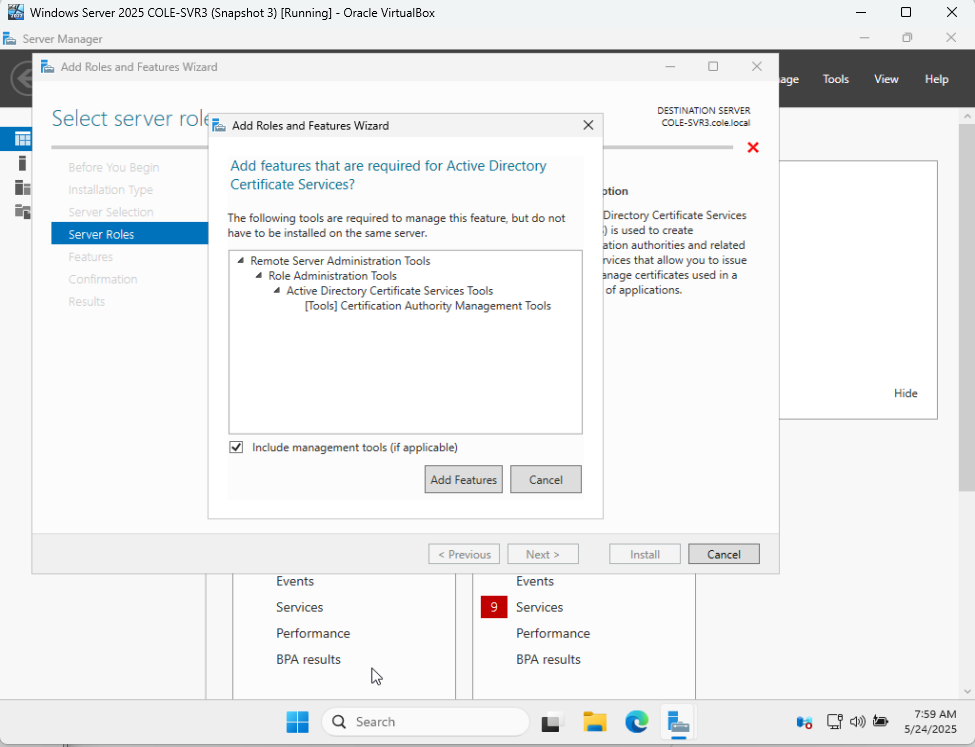 Windows Server 2025 COLE-SVR3 (Snapshot 3) [Running] - Oracle VirtualBox
Server Manager
Add Roles and Features Wizard
Tools
View
Help
Select server
DESTINATION SERVER
COLE-SVR3.cole.local
Before You Begin
Installation Type
Server Selection
Server Roles
Features
Confirmation
Results
Add Roles and Features Wizard
Add features that are required for Active Directory
Certificate Services?
The following tools are required to manage this feature, but do not
have to be installed on the same server.
Remote Server Administration Tools
Role Administration Tools
Active Directory Certificate Services Tools
[Tools] Certification Authority Management Tools
Include management tools (if applicable)
Add Features
Cancel
Directory Certificate Services
is used to create
authorities and related
that allow you to issue
certificates used in a
of applications.
< Previous
Next >
Install
Cancel
Hide
Events
Services
Performance
BPA results
Events
9 Services
Performance
BPA results
Search
7:59 AM
5/24/2025